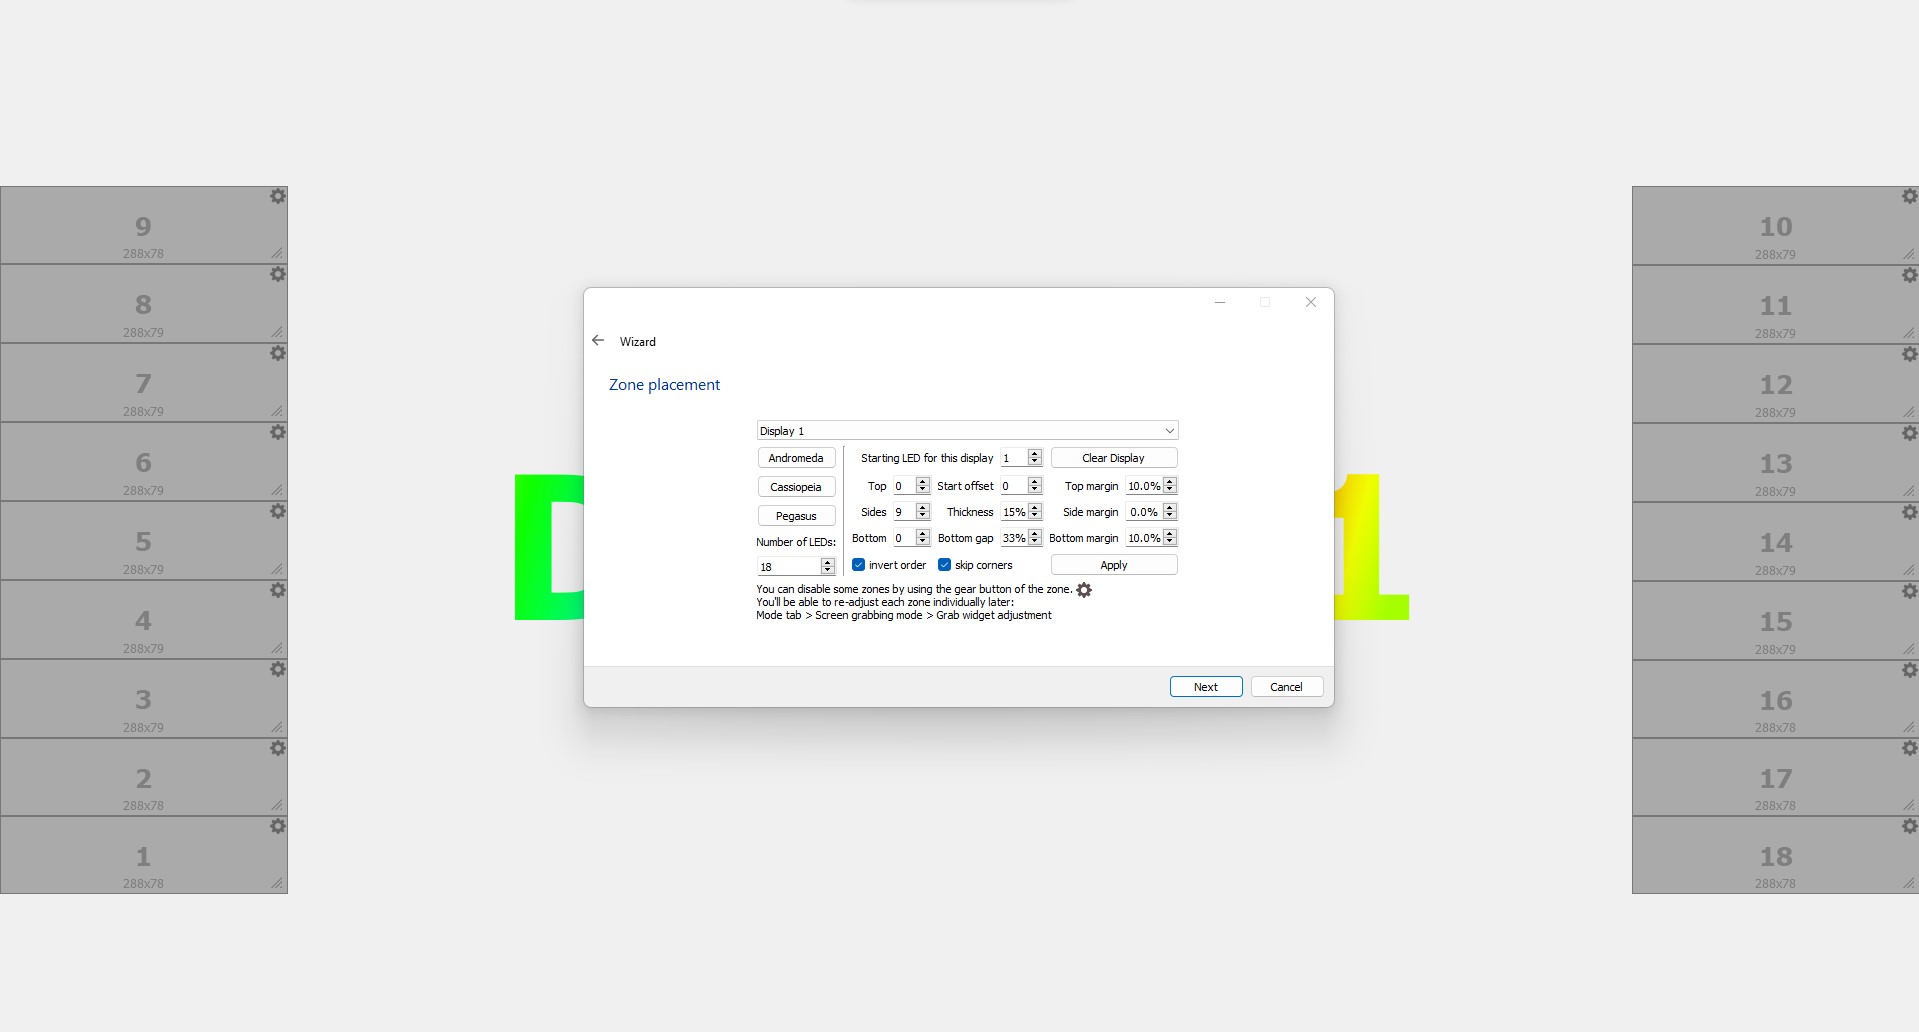 9
288x78
8
288x79
7
288x79
6
288x79
5
288x79
4
288x79
3
288x79
2
288x78
1
288x78
Wizard
Zone placement
Display 1
Andromeda
Cassiopeia
Pegasus
Number of LEDs:
18
Starting LED for this display 1 Clear Display
Top 0 Start offset 0 Top margin 10.0%
Sides 9 Thickness 15% Side margin 0.0%
Bottom 0 Bottom gap 33% Bottom margin 10.0%
invert order skip corners Apply
You can disable some zones by using the gear button of the zone.
You'll be able to re-adjust each zone individually later:
Mode tab > Screen grabbing mode > Grab widget adjustment
Next Cancel
D
1
10
288x79
11
288x79
12
288x79
13
288x79
14
288x79
15
288x79
16
288x78
17
288x78
18
288x78